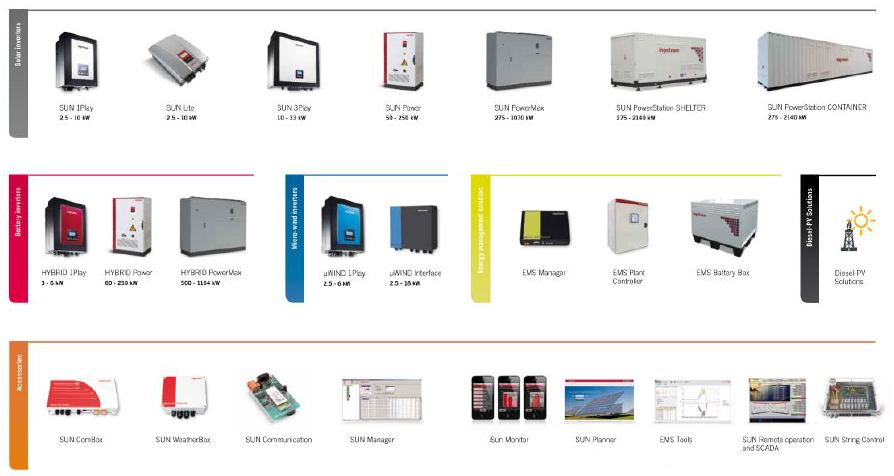 Solar inverters
SUN 1Play
2.5 - 10 kW
SUN Lite
2.5 - 10 kW
SUN 3Play
10 - 33 kW
SUN Power
50 - 250 kW
SUN PowerMax
275 - 1070 kW
SUN PowerStation SHELTER
275 - 2140 kW
SUN PowerStation CONTAINER
275 - 2140 kW
Battery inverters
HYBRID 1Play
3 - 6 kW
HYBRID Power
60 - 250 kW
HYBRID PowerMax
500 - 1164 kW
Micro-wind inverters
µWIND 1Play
2.5 - 6 kW
µWIND Interface
2.5 - 18 kW
Energy management solution
EMS Manager
EMS Plant
Controller
EMS Battery Box
Diesel-PV Solutions
Diesel-PV
Solutions
Accessories
SUN ComBox
SUN WeatherBox
SUN Communication
SUN Manager
iSun Monitor
SUN Planner
EMS Tools
SUN Remote operation
and SCADA
SUN String Control